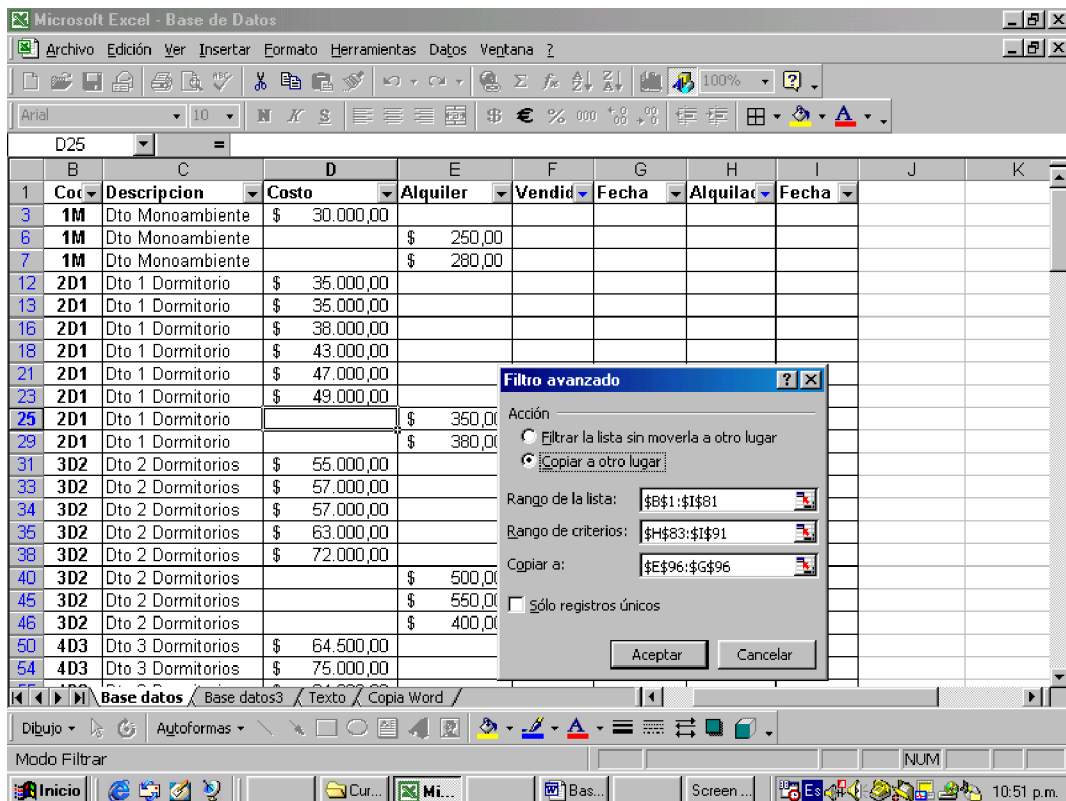 Microsoft Excel - Base de Datos
Archivo Edición Ver Insertar Formato Herramientas Datos Ventana ?
100%
Arial 10 N K S $ € % 000
D25 =
B C D E F G H I J K
1 Descripcion Costo Alquiler Vendid Fecha Alquilad Fecha
3 1M Dto Monoambiente $ 30.000,00
6 1M Dto Monoambiente $ 250,00
7 1M Dto Monoambiente $ 280,00
12 2D1 Dto 1 Dormitorio $ 35.000,00
13 2D1 Dto 1 Dormitorio $ 35.000,00
16 2D1 Dto 1 Dormitorio $ 38.000,00
18 2D1 Dto 1 Dormitorio $ 43.000,00
21 2D1 Dto 1 Dormitorio $ 47.000,00
23 2D1 Dto 1 Dormitorio $ 49.000,00
25 2D1 Dto 1 Dormitorio $ 350,0
29 2D1 Dto 1 Dormitorio $ 380,0
31 3D2 Dto 2 Dormitorios $ 55.000,00
33 3D2 Dto 2 Dormitorios $ 57.000,00
34 3D2 Dto 2 Dormitorios $ 57.000,00
35 3D2 Dto 2 Dormitorios $ 63.000,00
38 3D2 Dto 2 Dormitorios $ 72.000,00
40 3D2 Dto 2 Dormitorios $ 500,0
45 3D2 Dto 2 Dormitorios $ 550,0
46 3D2 Dto 2 Dormitorios $ 400,0
50 4D3 Dto 3 Dormitorios $ 64.500,00
54 4D3 Dto 3 Dormitorios $ 75.000,00
Filtro avanzado
Acción
Filtrar la lista sin moverla a otro lugar
Copiar a otro lugar
Rango de la lista: $B$1:$I$81
Rango de criterios: $H$83:$I$91
Copiar a: $E$96:$G$96
Sólo registros únicos
Aceptar Cancelar
Base datos Base datos3 Texto Copia Word
Dibujo Autoformas
Modo Filtrar NUM
Inicio Cur... Mi... Bas... Screen ... Es 10:51 p.m.